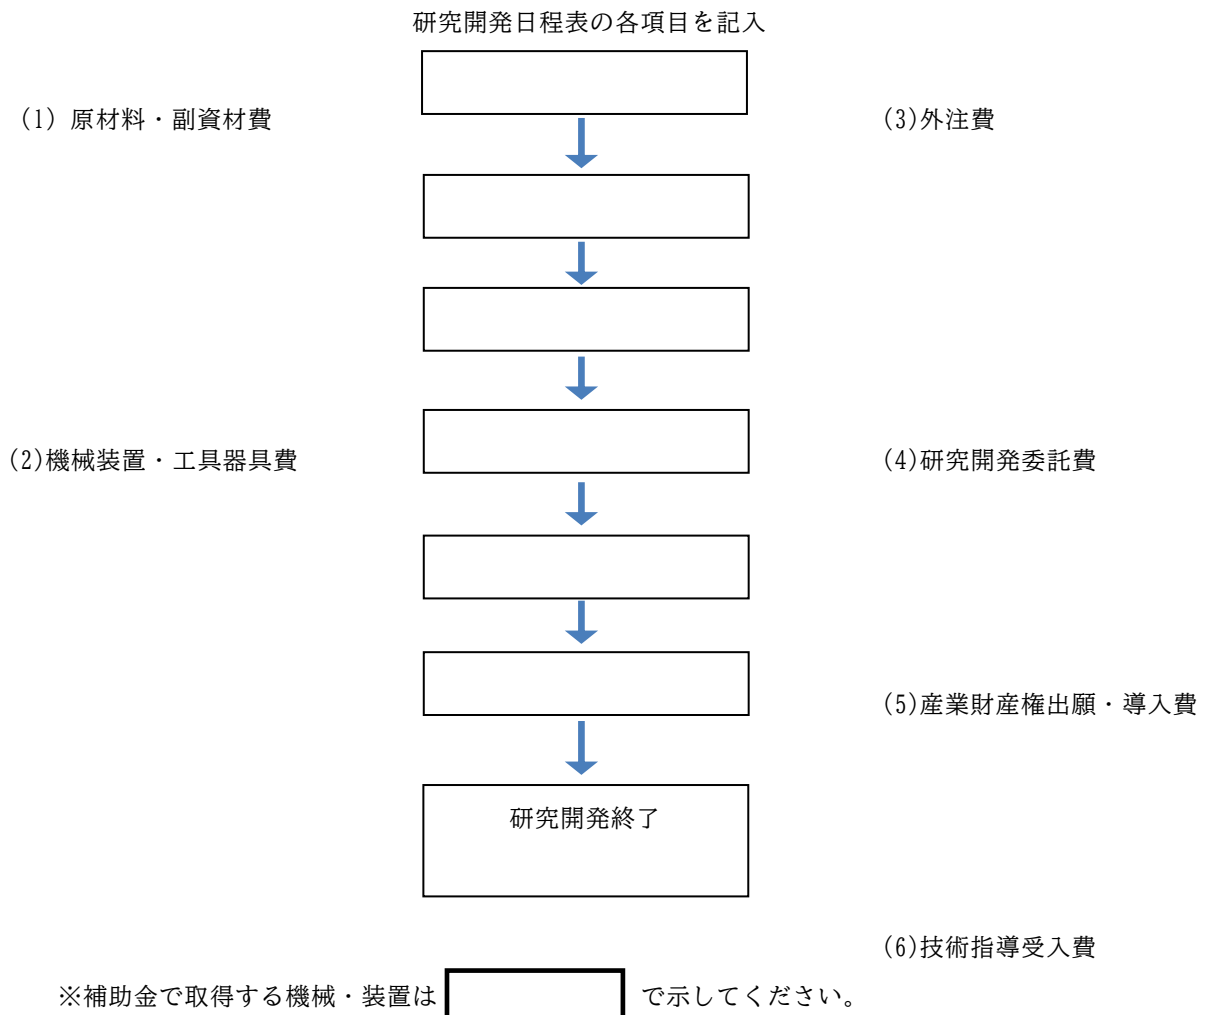 研究開発日程表の各項目を記入
(1) 原材料・副資材費
(3)外注費
(2)機械装置・工具器具費
(4)研究開発委託費
(5)産業財産権出願・導入費
研究開発終了
(6)技術指導受入費
※補助金で取得する機械・装置は で示してください。